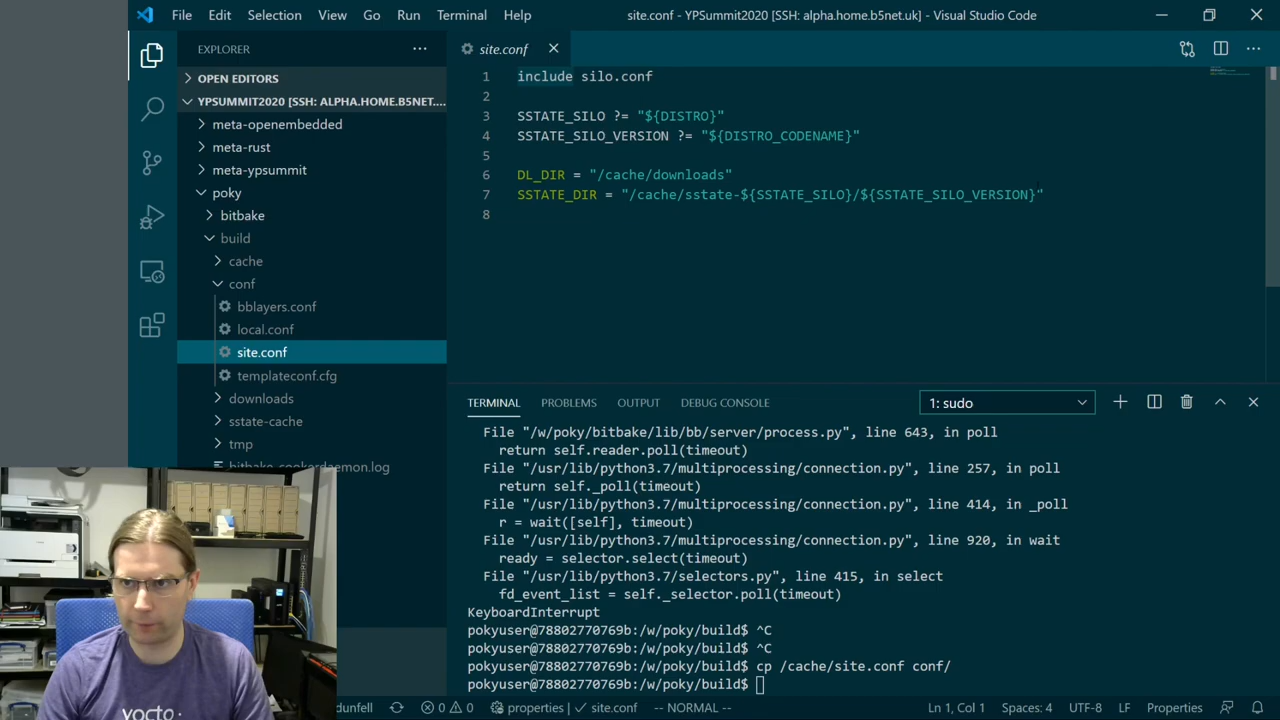 File Edit Selection View Go Run Terminal Help site.conf - YPSummit2020 [SSH: alpha.home.b5net.uk] - Visual Studio Code
EXPLORER
OPEN EDITORS
YPSUMMIT2020 [SSH: ALPHA.HOME.B5NET....
meta-openembedded
meta-rust
meta-ypsummit
poky
bitbake
build
cache
conf
bblayers.conf
local.conf
site.conf
templateconf.cfg
downloads
sstate-cache
tmp
bitbake-cookerdaemon.log
site.conf
1 include silo.conf
2
3 SSTATE_SILO ?= "${DISTRO}"
4 SSTATE_SILO_VERSION ?= "${DISTRO_CODENAME}"
5
6 DL_DIR = "/cache/downloads"
7 SSTATE_DIR = "/cache/sstate-${SSTATE_SILO}/${SSTATE_SILO_VERSION}"
8
TERMINAL PROBLEMS OUTPUT DEBUG CONSOLE 1: sudo
File "/w/poky/bitbake/lib/bb/server/process.py", line 643, in poll
return self.reader.poll(timeout)
File "/usr/lib/python3.7/multiprocessing/connection.py", line 257, in poll
return self._poll(timeout)
File "/usr/lib/python3.7/multiprocessing/connection.py", line 414, in _poll
r = wait([self], timeout)
File "/usr/lib/python3.7/multiprocessing/connection.py", line 920, in wait
ready = selector.select(timeout)
File "/usr/lib/python3.7/selectors.py", line 415, in select
fd_event_list = self._selector.poll(timeout)
KeyboardInterrupt
pokyuser@78802770769b:/w/poky/build$ ^C
pokyuser@78802770769b:/w/poky/build$ ^C
pokyuser@78802770769b:/w/poky/build$ cp /cache/site.conf conf/
pokyuser@78802770769b:/w/poky/build$
dunfell 0 0 properties | site.conf -- NORMAL -- Ln 1, Col 1 Spaces: 4 UTF-8 LF Properties
yocto